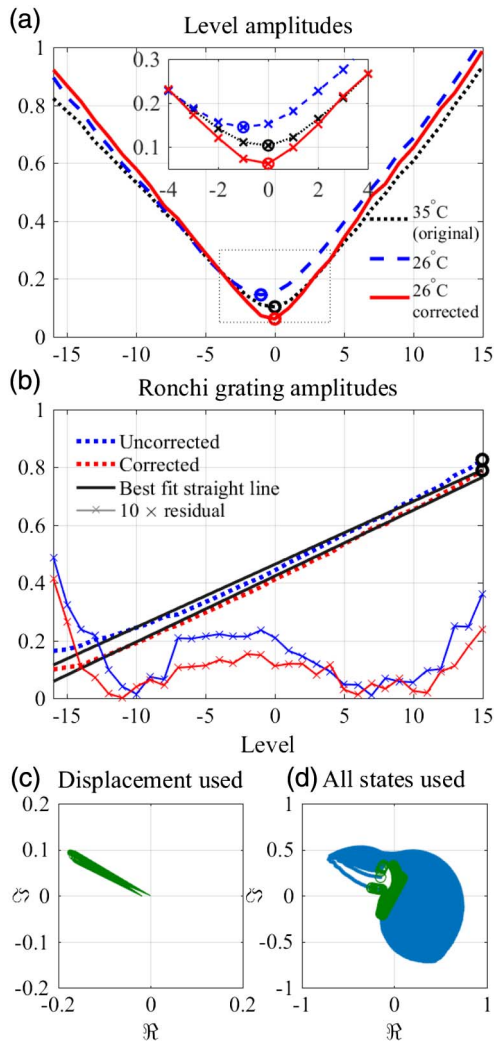 (a) Level amplitudes
1
0.8
0.6
0.4
0.2
0
0.3
0.2
0.1
-4 -2 0 2 4
35°C
(original)
26°C
26°C
corrected
-15 -10 -5 0 5 10 15
(b) Ronchi grating amplitudes
1
0.8
0.6
0.4
0.2
0
Uncorrected
Corrected
Best fit straight line
10 × residual
-15 -10 -5 0 5 10 15
Level
(c) Displacement used
0.2
0.1
0
-0.1
-0.2
ℑ
-0.2 0 0.2
ℜ
(d) All states used
1
0.5
0
-0.5
-1
ℑ
-1 0 1
ℜ